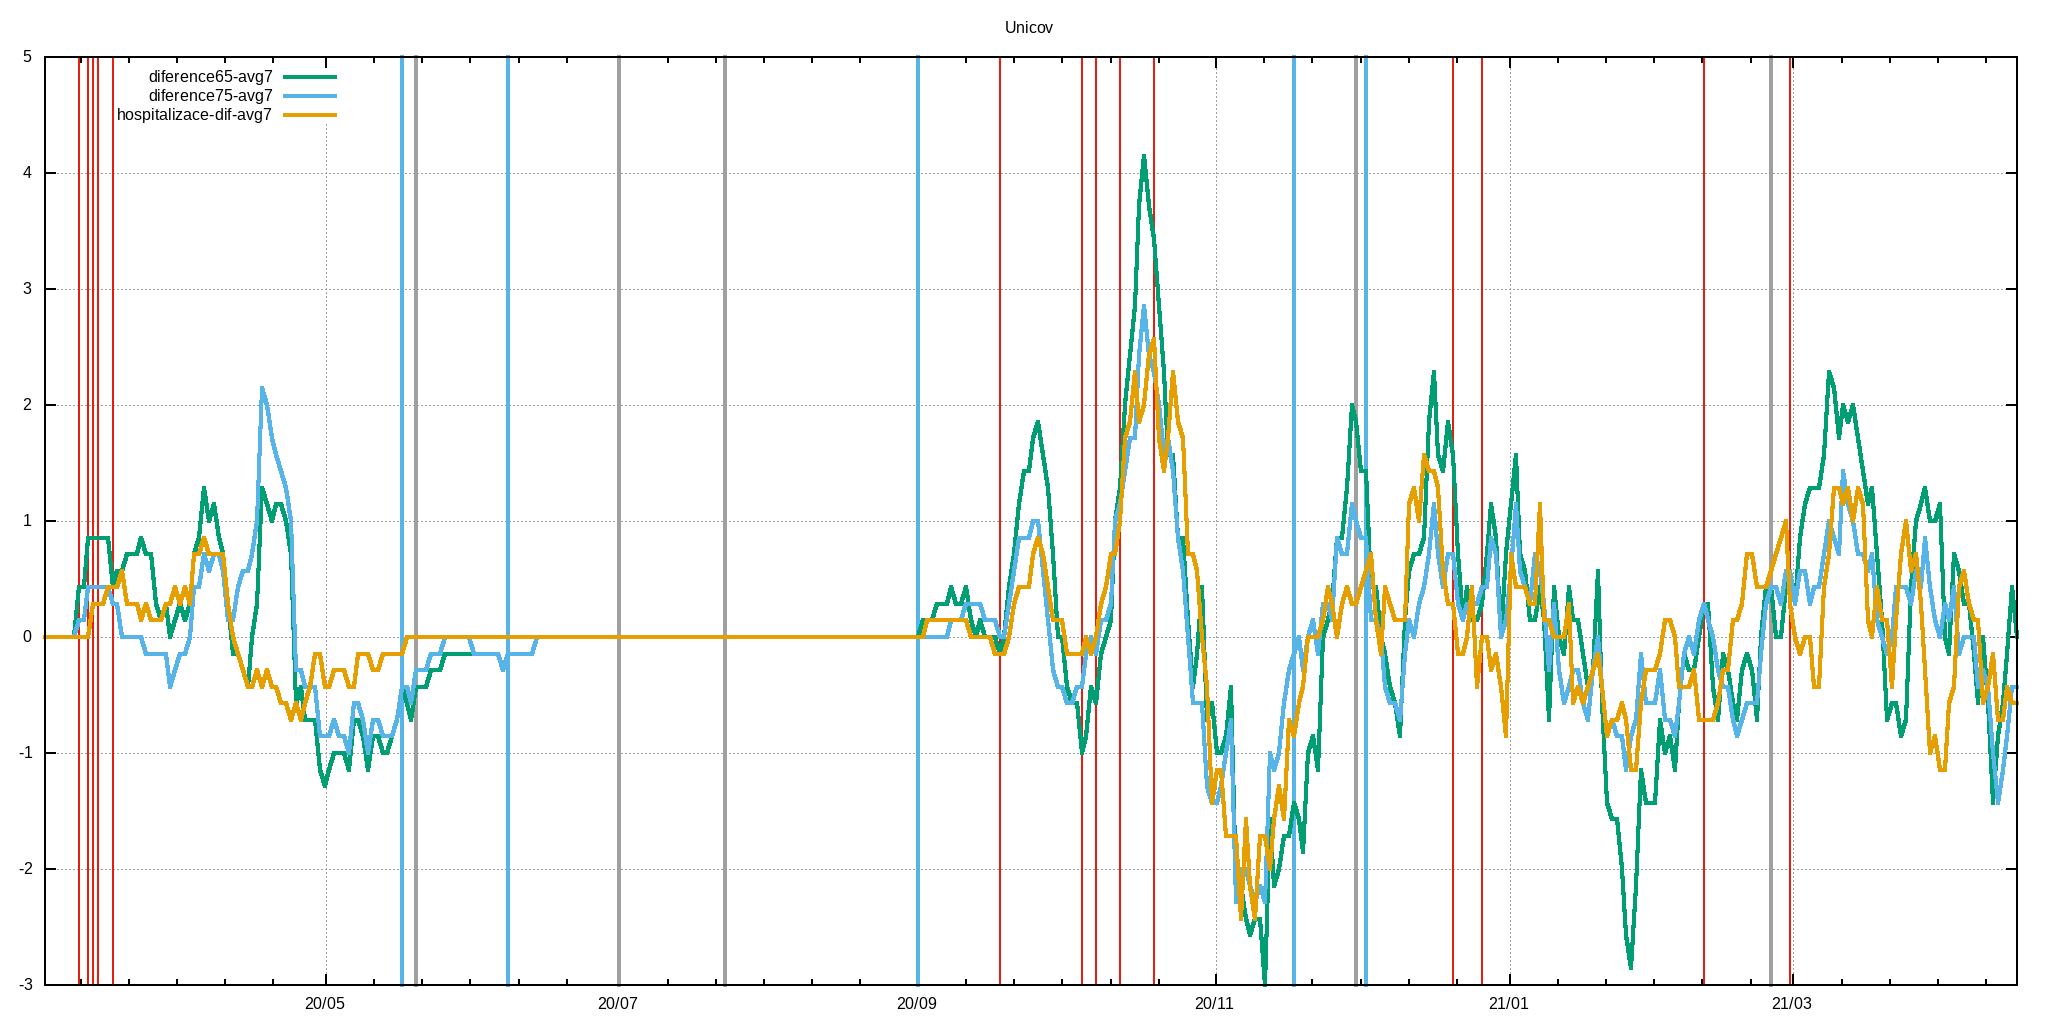 Unicov
diference65-avg7
diference75-avg7
hospitalizace-dif-avg7
5
4
3
2
1
0
-1
-2
-3
20/05 20/07 20/09 20/11 21/01 21/03